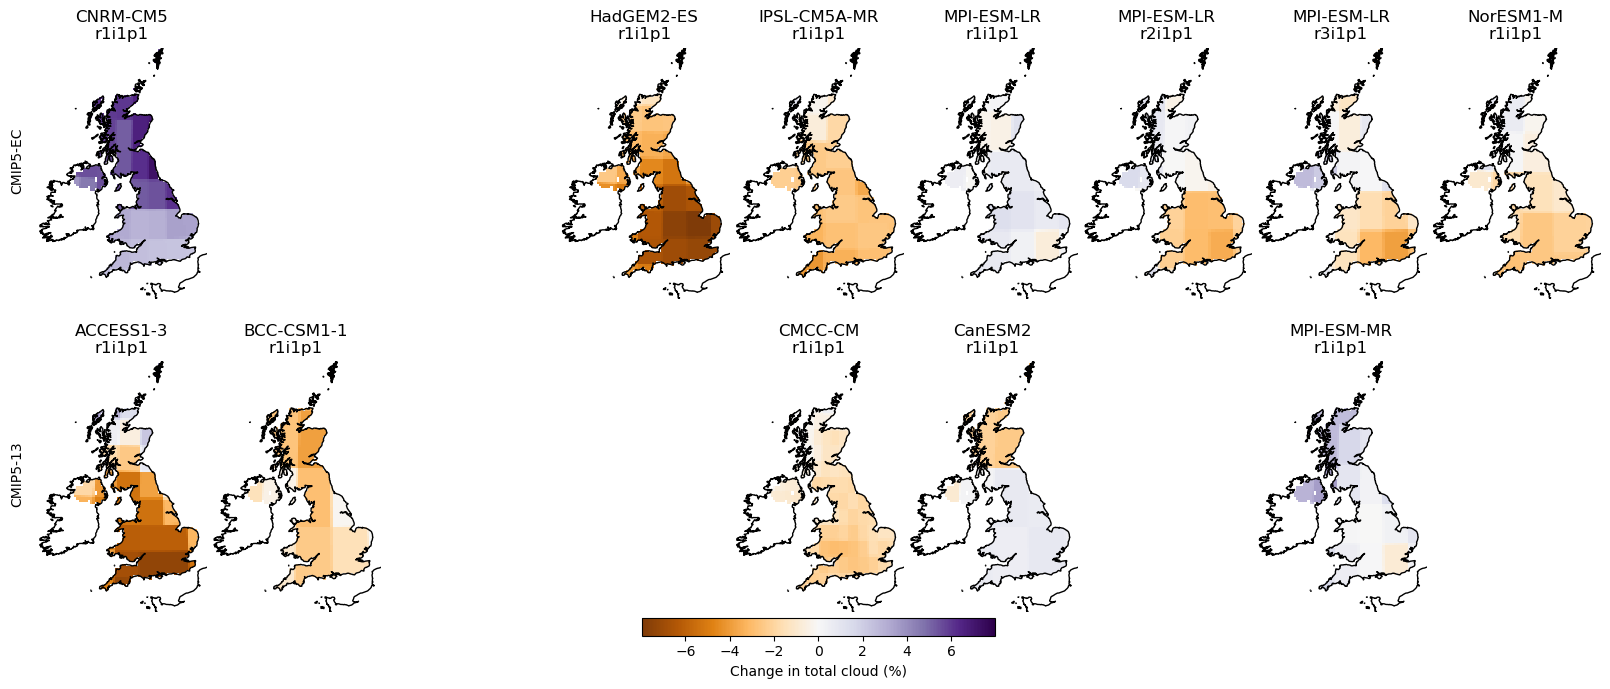 CNRM-CM5
r1i1p1
HadGEM2-ES
r1i1p1
IPSL-CM5A-MR
r1i1p1
MPI-ESM-LR
r1i1p1
MPI-ESM-LR
r2i1p1
MPI-ESM-LR
r3i1p1
NorESM1-M
r1i1p1
CMIP5-EC
ACCESS1-3
r1i1p1
BCC-CSM1-1
r1i1p1
CMCC-CM
r1i1p1
CanESM2
r1i1p1
MPI-ESM-MR
r1i1p1
CMIP5-13
−6 −4 −2 0 2 4 6
Change in total cloud (%)